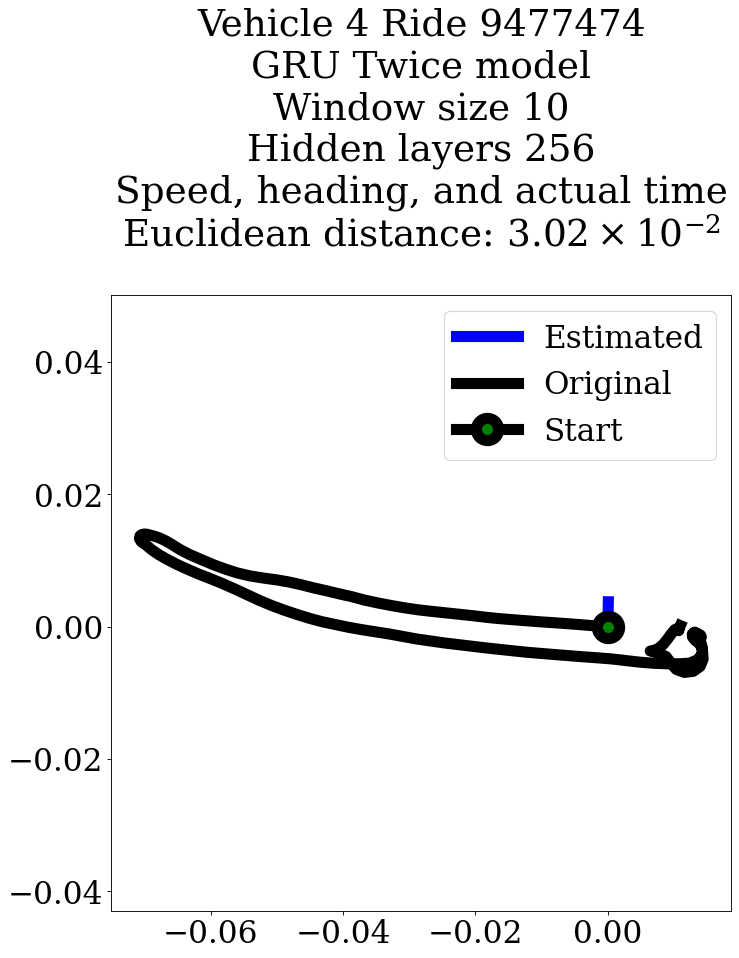 Vehicle 4 Ride 9477474
GRU Twice model
Window size 10
Hidden layers 256
Speed, heading, and actual time
Euclidean distance: 3.02 × 10⁻²
Estimated
Original
Start
0.04
0.02
0.00
−0.02
−0.04
−0.06 −0.04 −0.02 0.00